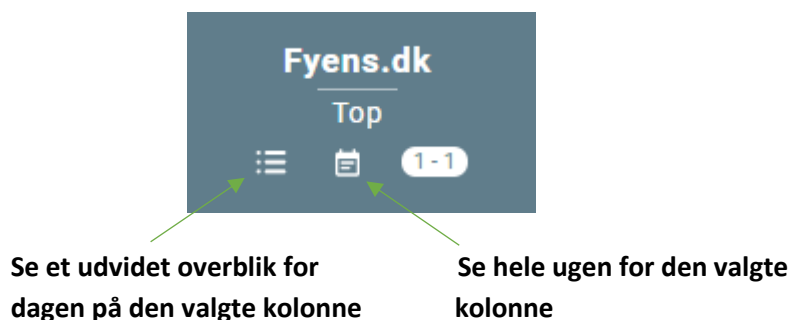 Fyens.dk
Top
1 - 1
Se et udvidet overblik for
dagen på den valgte kolonne
Se hele ugen for den valgte
kolonne